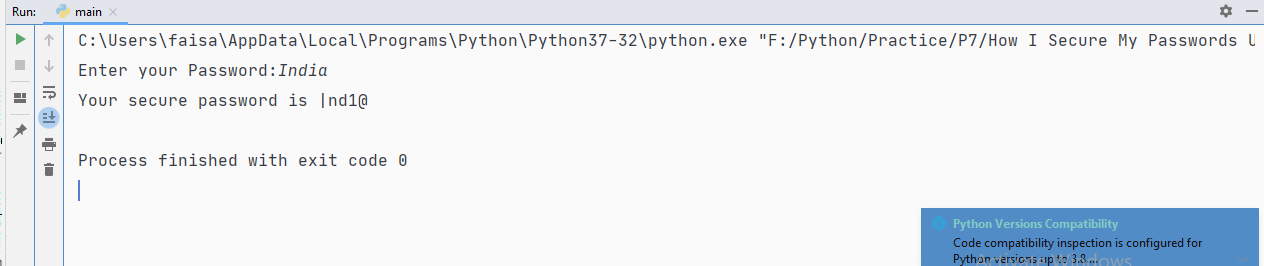 Run: main
C:\Users\faisa\AppData\Local\Programs\Python\Python37-32\python.exe "F:/Python/Practice/P7/How I Secure My Passwords U
Enter your Password:India
Your secure password is |nd1@
Process finished with exit code 0
Python Versions Compatibility
Code compatibility inspection is configured for
Python versions up to 3.8